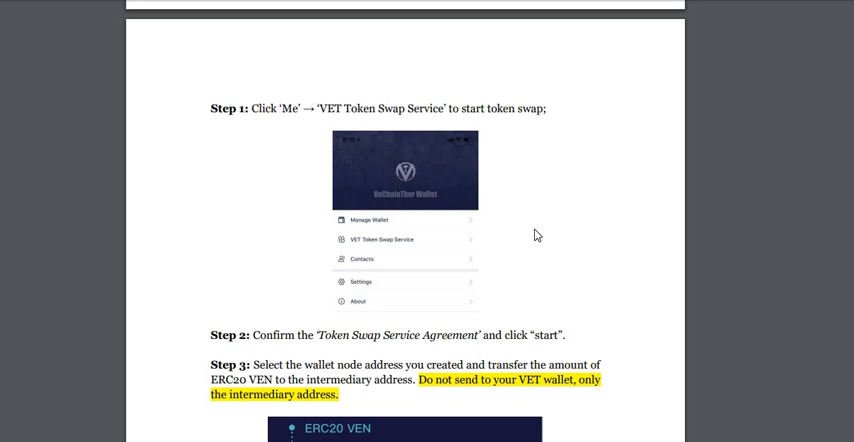 Step 1: Click ‘Me’ → ‘VET Token Swap Service’ to start token swap;
VeChainThor Wallet
Manage Wallet
VET Token Swap Service
Contacts
Settings
About
Step 2: Confirm the ‘Token Swap Service Agreement’ and click “start”.
Step 3: Select the wallet node address you created and transfer the amount of
ERC20 VEN to the intermediary address. Do not send to your VET wallet, only
the intermediary address.
ERC20 VEN